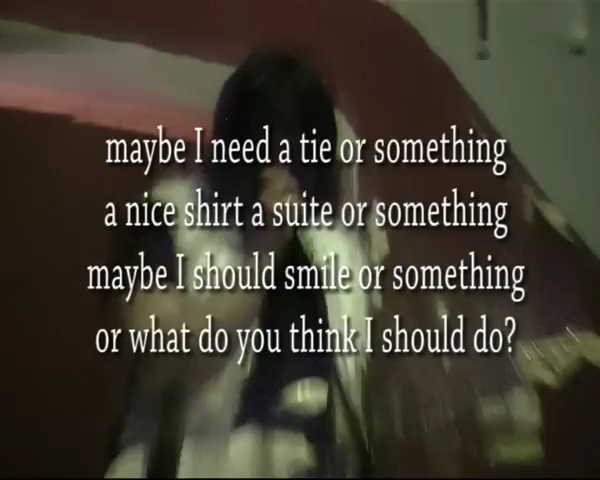 maybe I need a tie or something
a nice shirt a suite or something
maybe I should smile or something
or what do you think I should do?